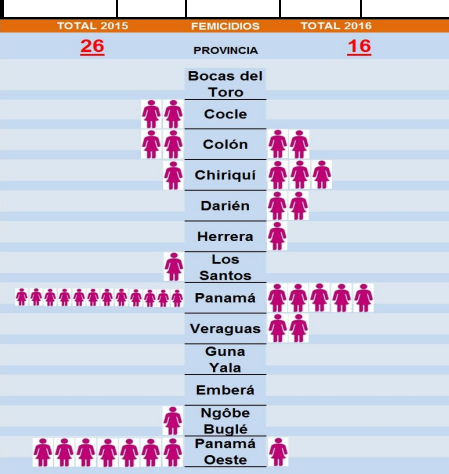 TOTAL 2015 FEMICIDIOS TOTAL 2016
26 PROVINCIA 16
Bocas del
Toro
Cocle
Colón
Chiriquí
Darién
Herrera
Los
Santos
Panamá
Veraguas
Guna
Yala
Emberá
Ngôbe
Buglé
Panamá
Oeste